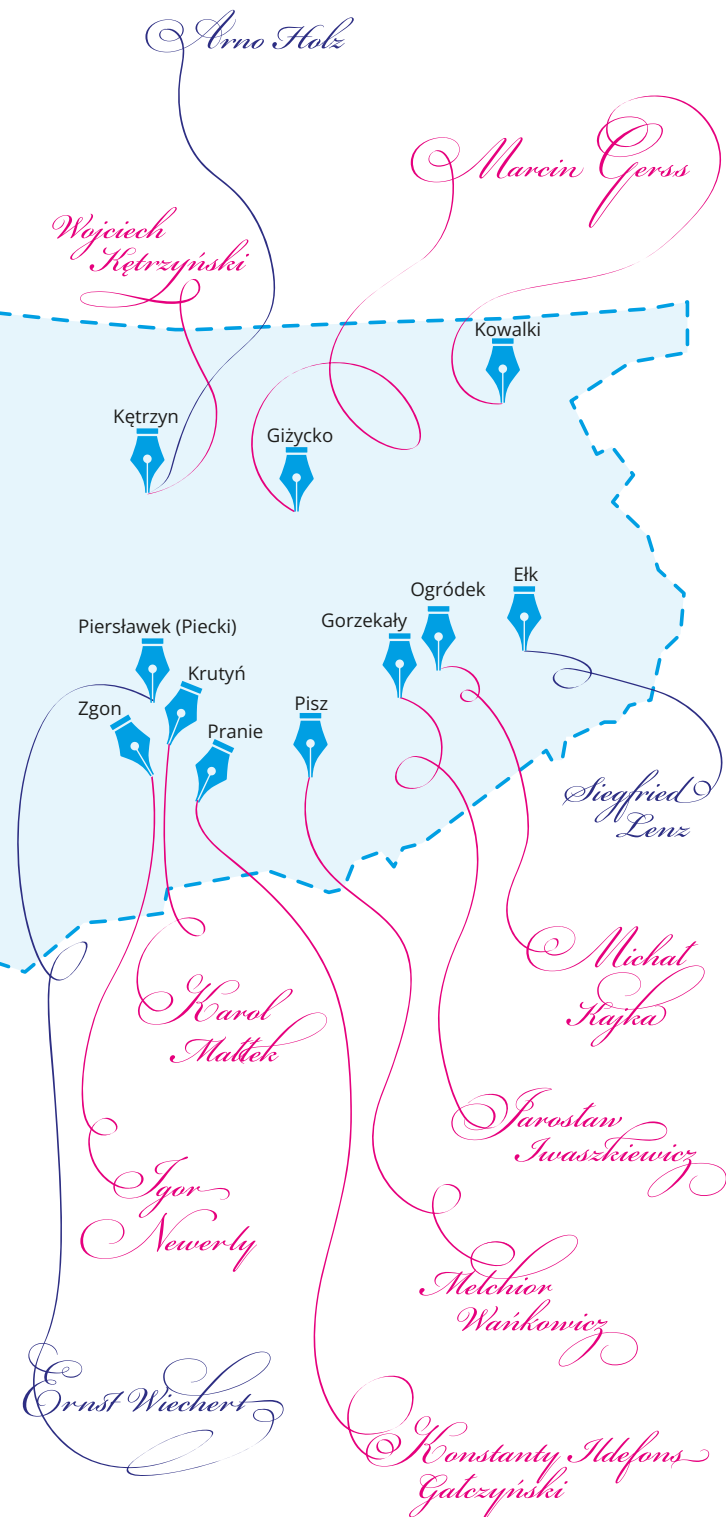 Arno Holz
Marcin Gerss
Wojciech
Kętrzyński
Kowalki
Kętrzyn
Giżycko
Ełk
Ogródek
Gorzekały
Piersławek (Piecki)
Krutyń
Zgon
Pisz
Pranie
Siegfried
Lenz
Michał
Kajka
Karol
Małłek
Jarosław
Iwaszkiewicz
Igor
Newerly
Melchior
Wańkowicz
Ernst Wiechert
Konstanty Ildefons
Gałczyński